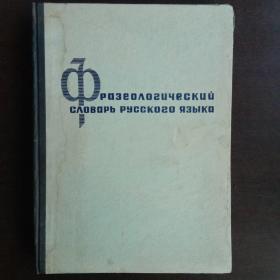 Фразеологический
словарь русского языка